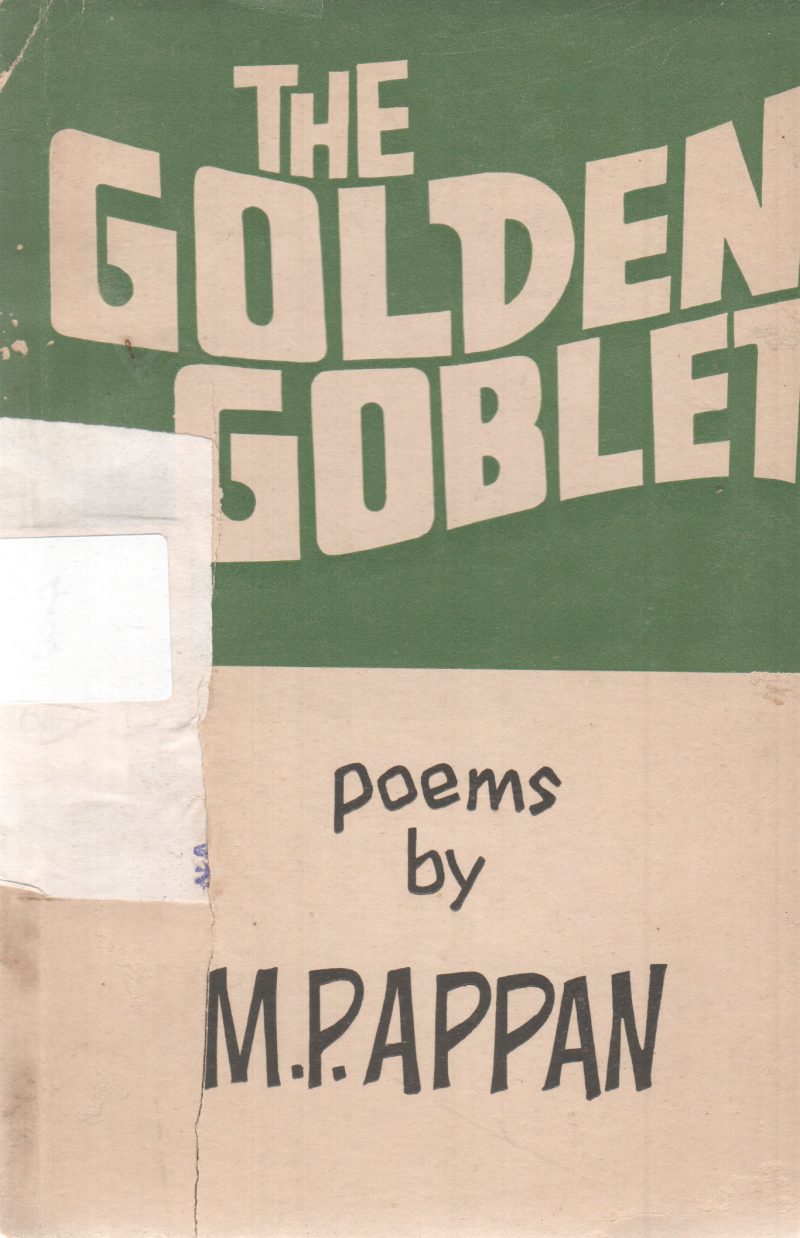 THE
GOLDEN
GOBLET
poems
by
M.P.APPAN